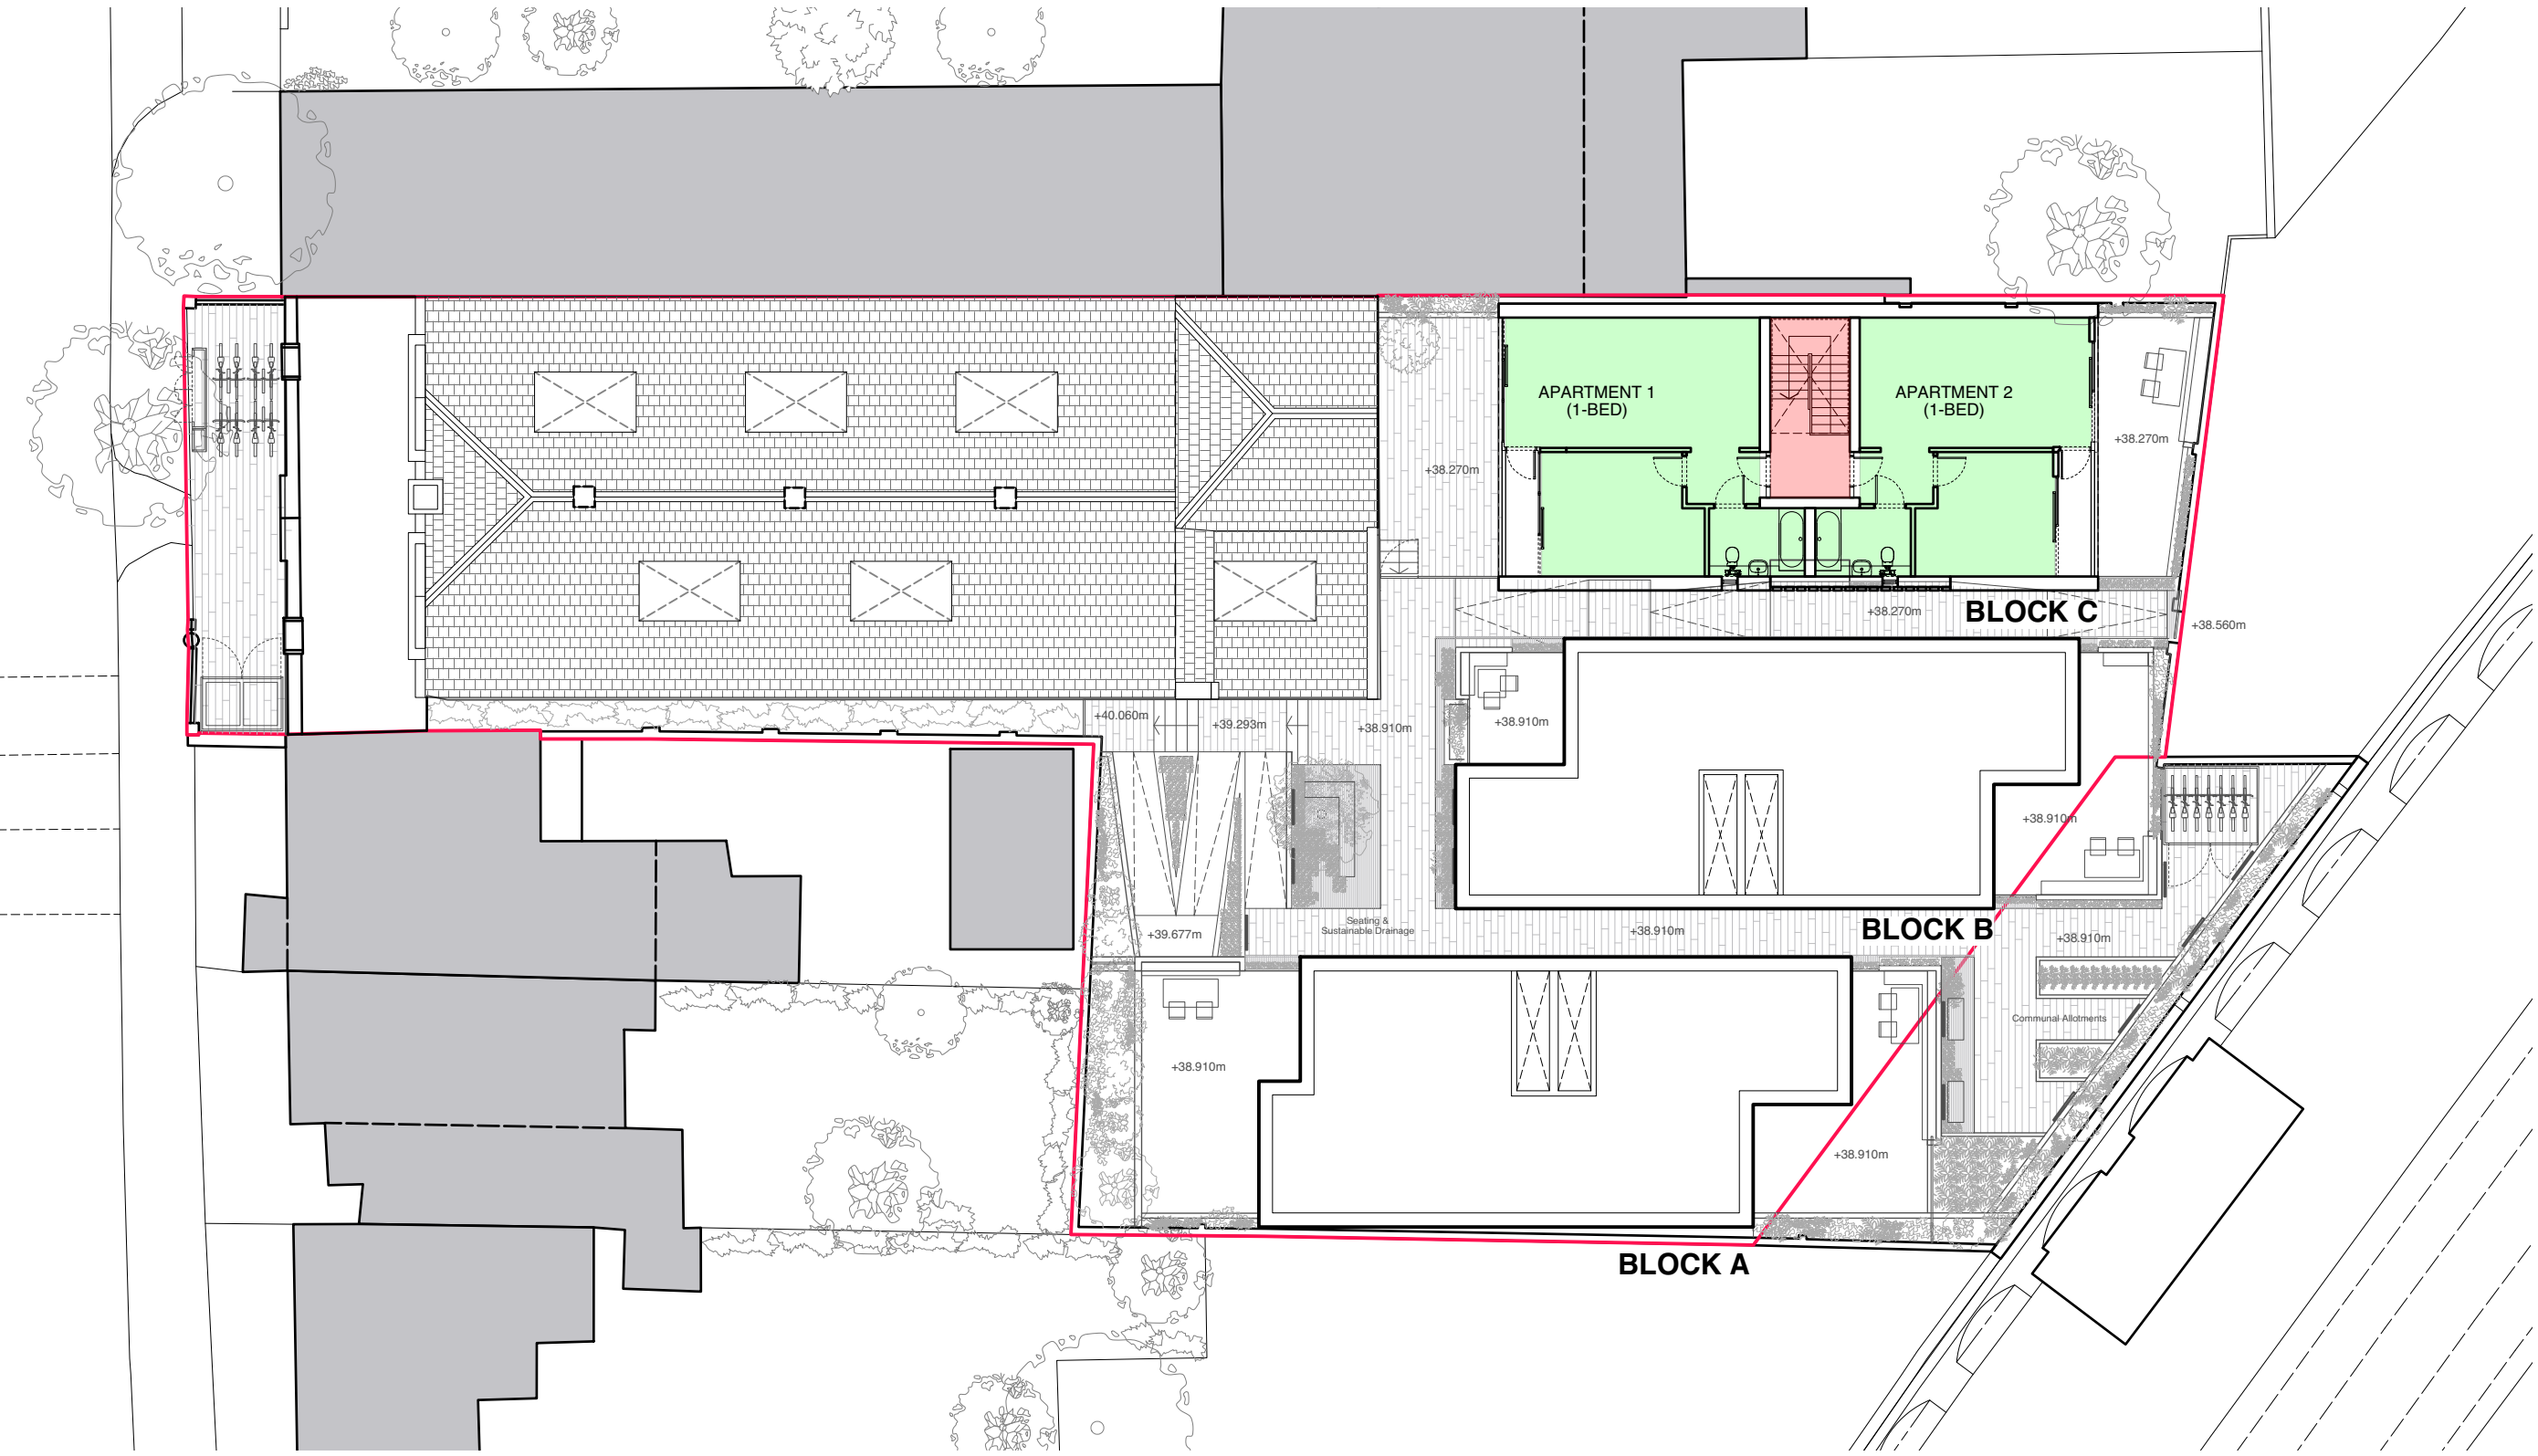 APARTMENT 1
(1-BED)
APARTMENT 2
(1-BED)
+38.270m
+38.270m
+38.270m
BLOCK C
+38.560m
+40.060m
+39.293m
+38.910m
+38.910m
+38.910m
Seating &
Sustainable Drainage
+39.677m
+38.910m
BLOCK B
+38.910m
Communal Allotments
+38.910m
+38.910m
BLOCK A